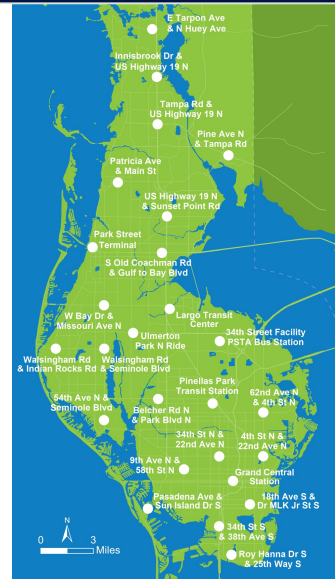 E Tarpon Ave
& N Huey Ave
Innisbrook Dr &
US Highway 19 N
Tampa Rd &
US Highway 19 N
Pine Ave N
& Tampa Rd
Patricia Ave
& Main St
US Highway 19 N
& Sunset Point Rd
Park Street
Terminal
S Old Coachman Rd
& Gulf to Bay Blvd
W Bay Dr &
Missouri Ave N
Largo Transit
Center
Ulmerton
Park N Ride
34th Street Facility
PSTA Bus Station
Walsingham Rd
& Indian Rocks Rd
Walsingham Rd
& Seminole Blvd
Pinellas Park
Transit Station
54th Ave N &
Seminole Blvd
Belcher Rd N
& Park Blvd N
62nd Ave N
& 4th St N
34th St N &
22nd Ave N
4th St N &
22nd Ave N
9th Ave N &
58th St N
Grand Central
Station
Pasadena Ave &
Sun Island Dr S
18th Ave S &
Dr MLK Jr St S
34th St S
& 38th Ave S
Roy Hanna Dr S
& 25th Way S
N
0 3
Miles